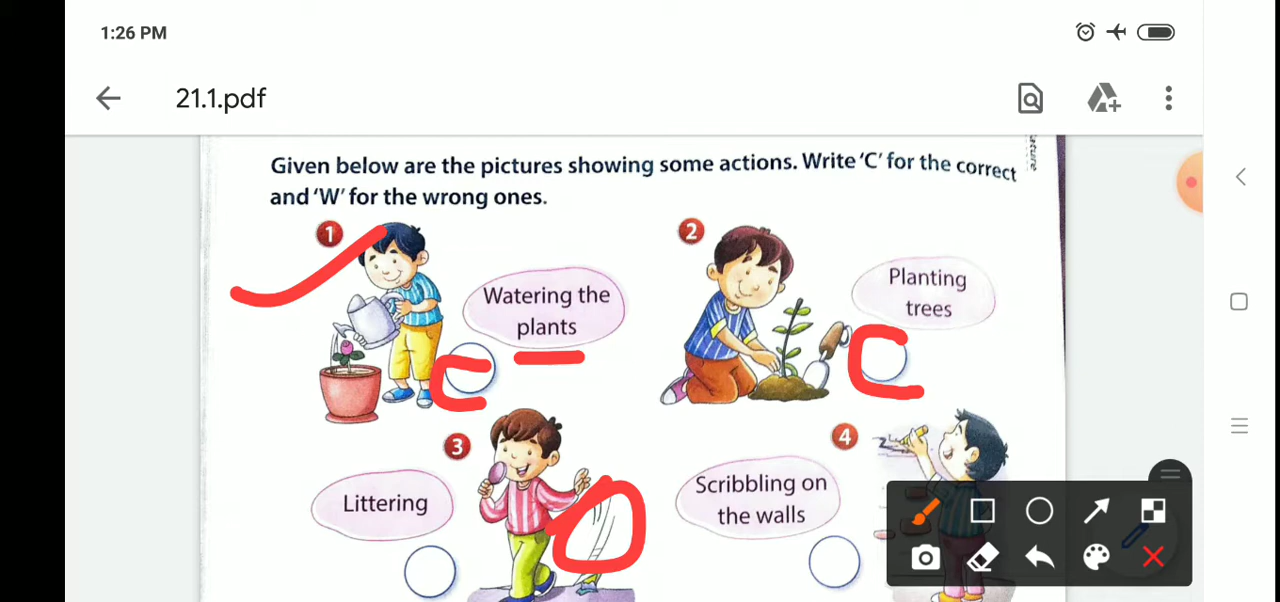 1:26 PM
21.1.pdf
Given below are the pictures showing some actions. Write 'C' for the correct
and 'W' for the wrong ones.
1
Watering the
plants
C
2
Planting
trees
C
3
Littering
4
Scribbling on
the walls